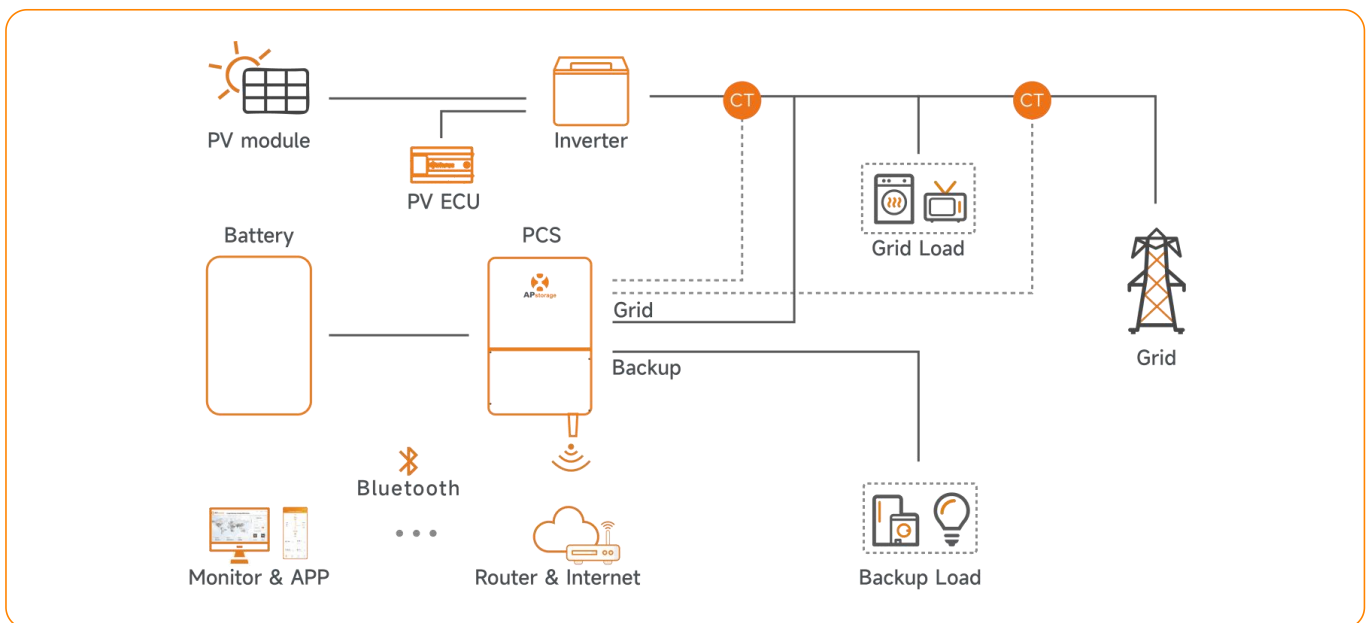 CT
CT
PV module
Inverter
PV ECU
Battery
PCS
Grid Load
APstorage
Grid
Backup
Grid
Bluetooth
Monitor & APP
Router & Internet
Backup Load